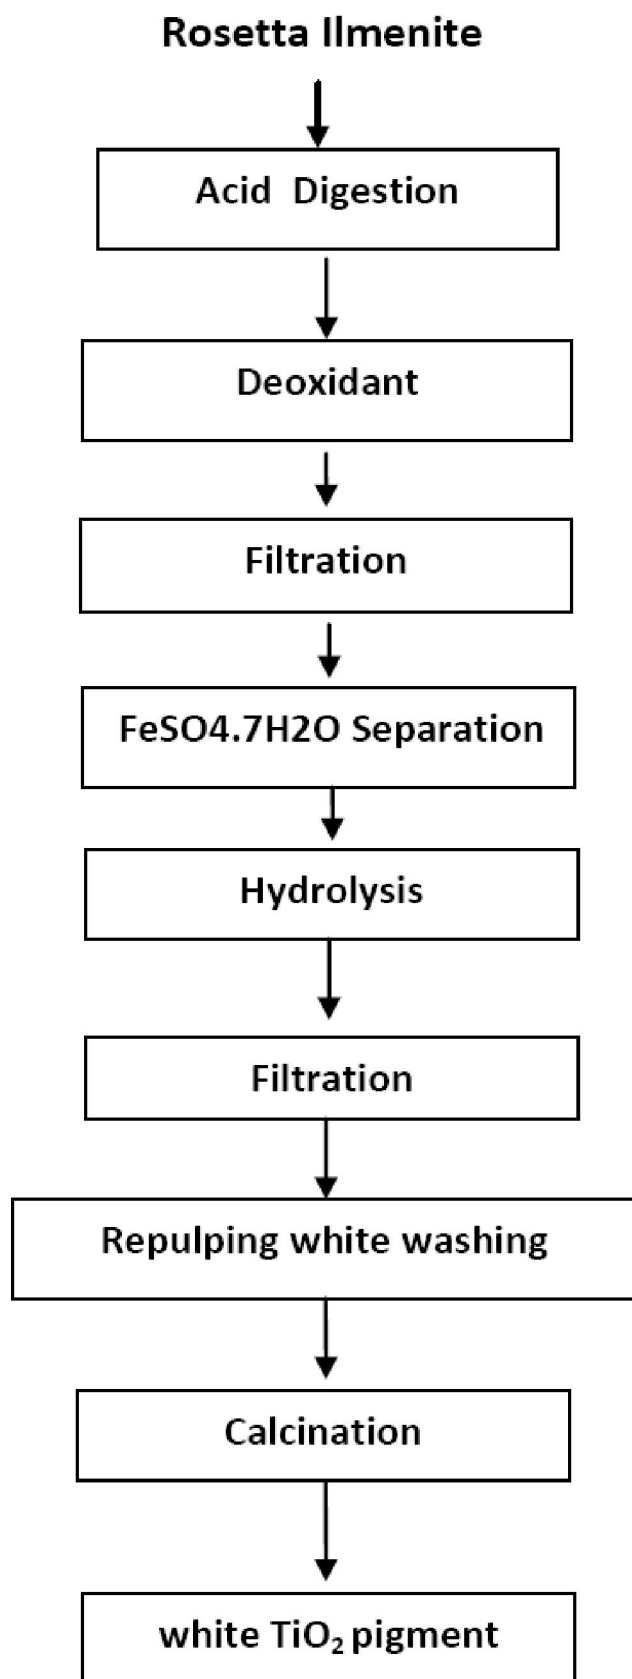 Rosetta Ilmenite
Acid Digestion
Deoxidant
Filtration
FeSO4.7H2O Separation
Hydrolysis
Filtration
Repulping white washing
Calcination
white TiO₂ pigment